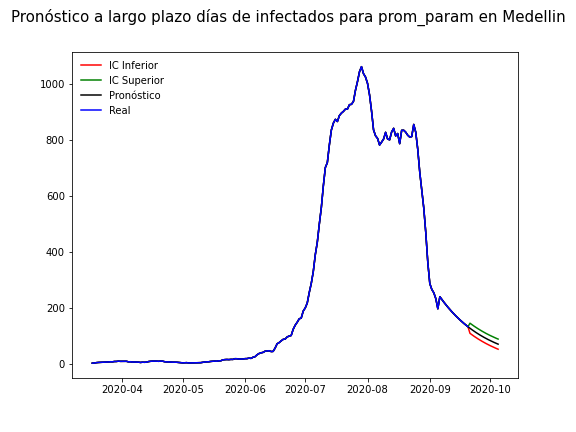 Pronóstico a largo plazo días de infectados para prom_param en Medellin
IC Inferior
IC Superior
Pronóstico
Real
1000
800
600
400
200
0
2020-04 2020-05 2020-06 2020-07 2020-08 2020-09 2020-10